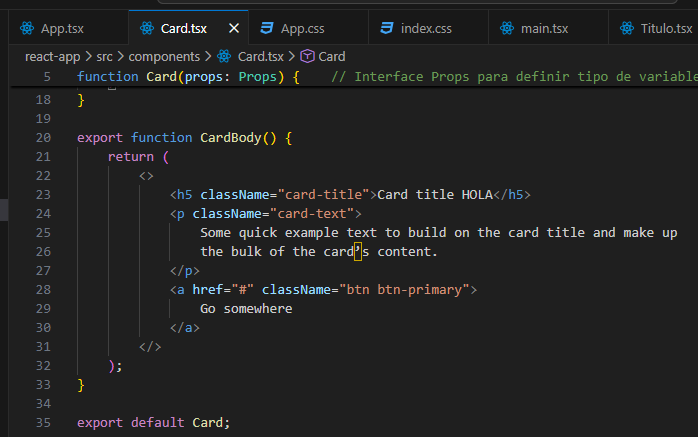 App.tsx Card.tsx × App.css index.css main.tsx Titulo.tsx
react-app > src > components > Card.tsx > Card
5 function Card(props: Props) { // Interface Props para definir tipo de variable
18 }
19
20 export function CardBody() {
21 return (
22 <>
23 <h5 className="card-title">Card title HOLA</h5>
24 <p className="card-text">
25 Some quick example text to build on the card title and make up
26 the bulk of the card’s content.
27 </p>
28 <a href="#" className="btn btn-primary">
29 Go somewhere
30 </a>
31 </>
32 );
33 }
34
35 export default Card;